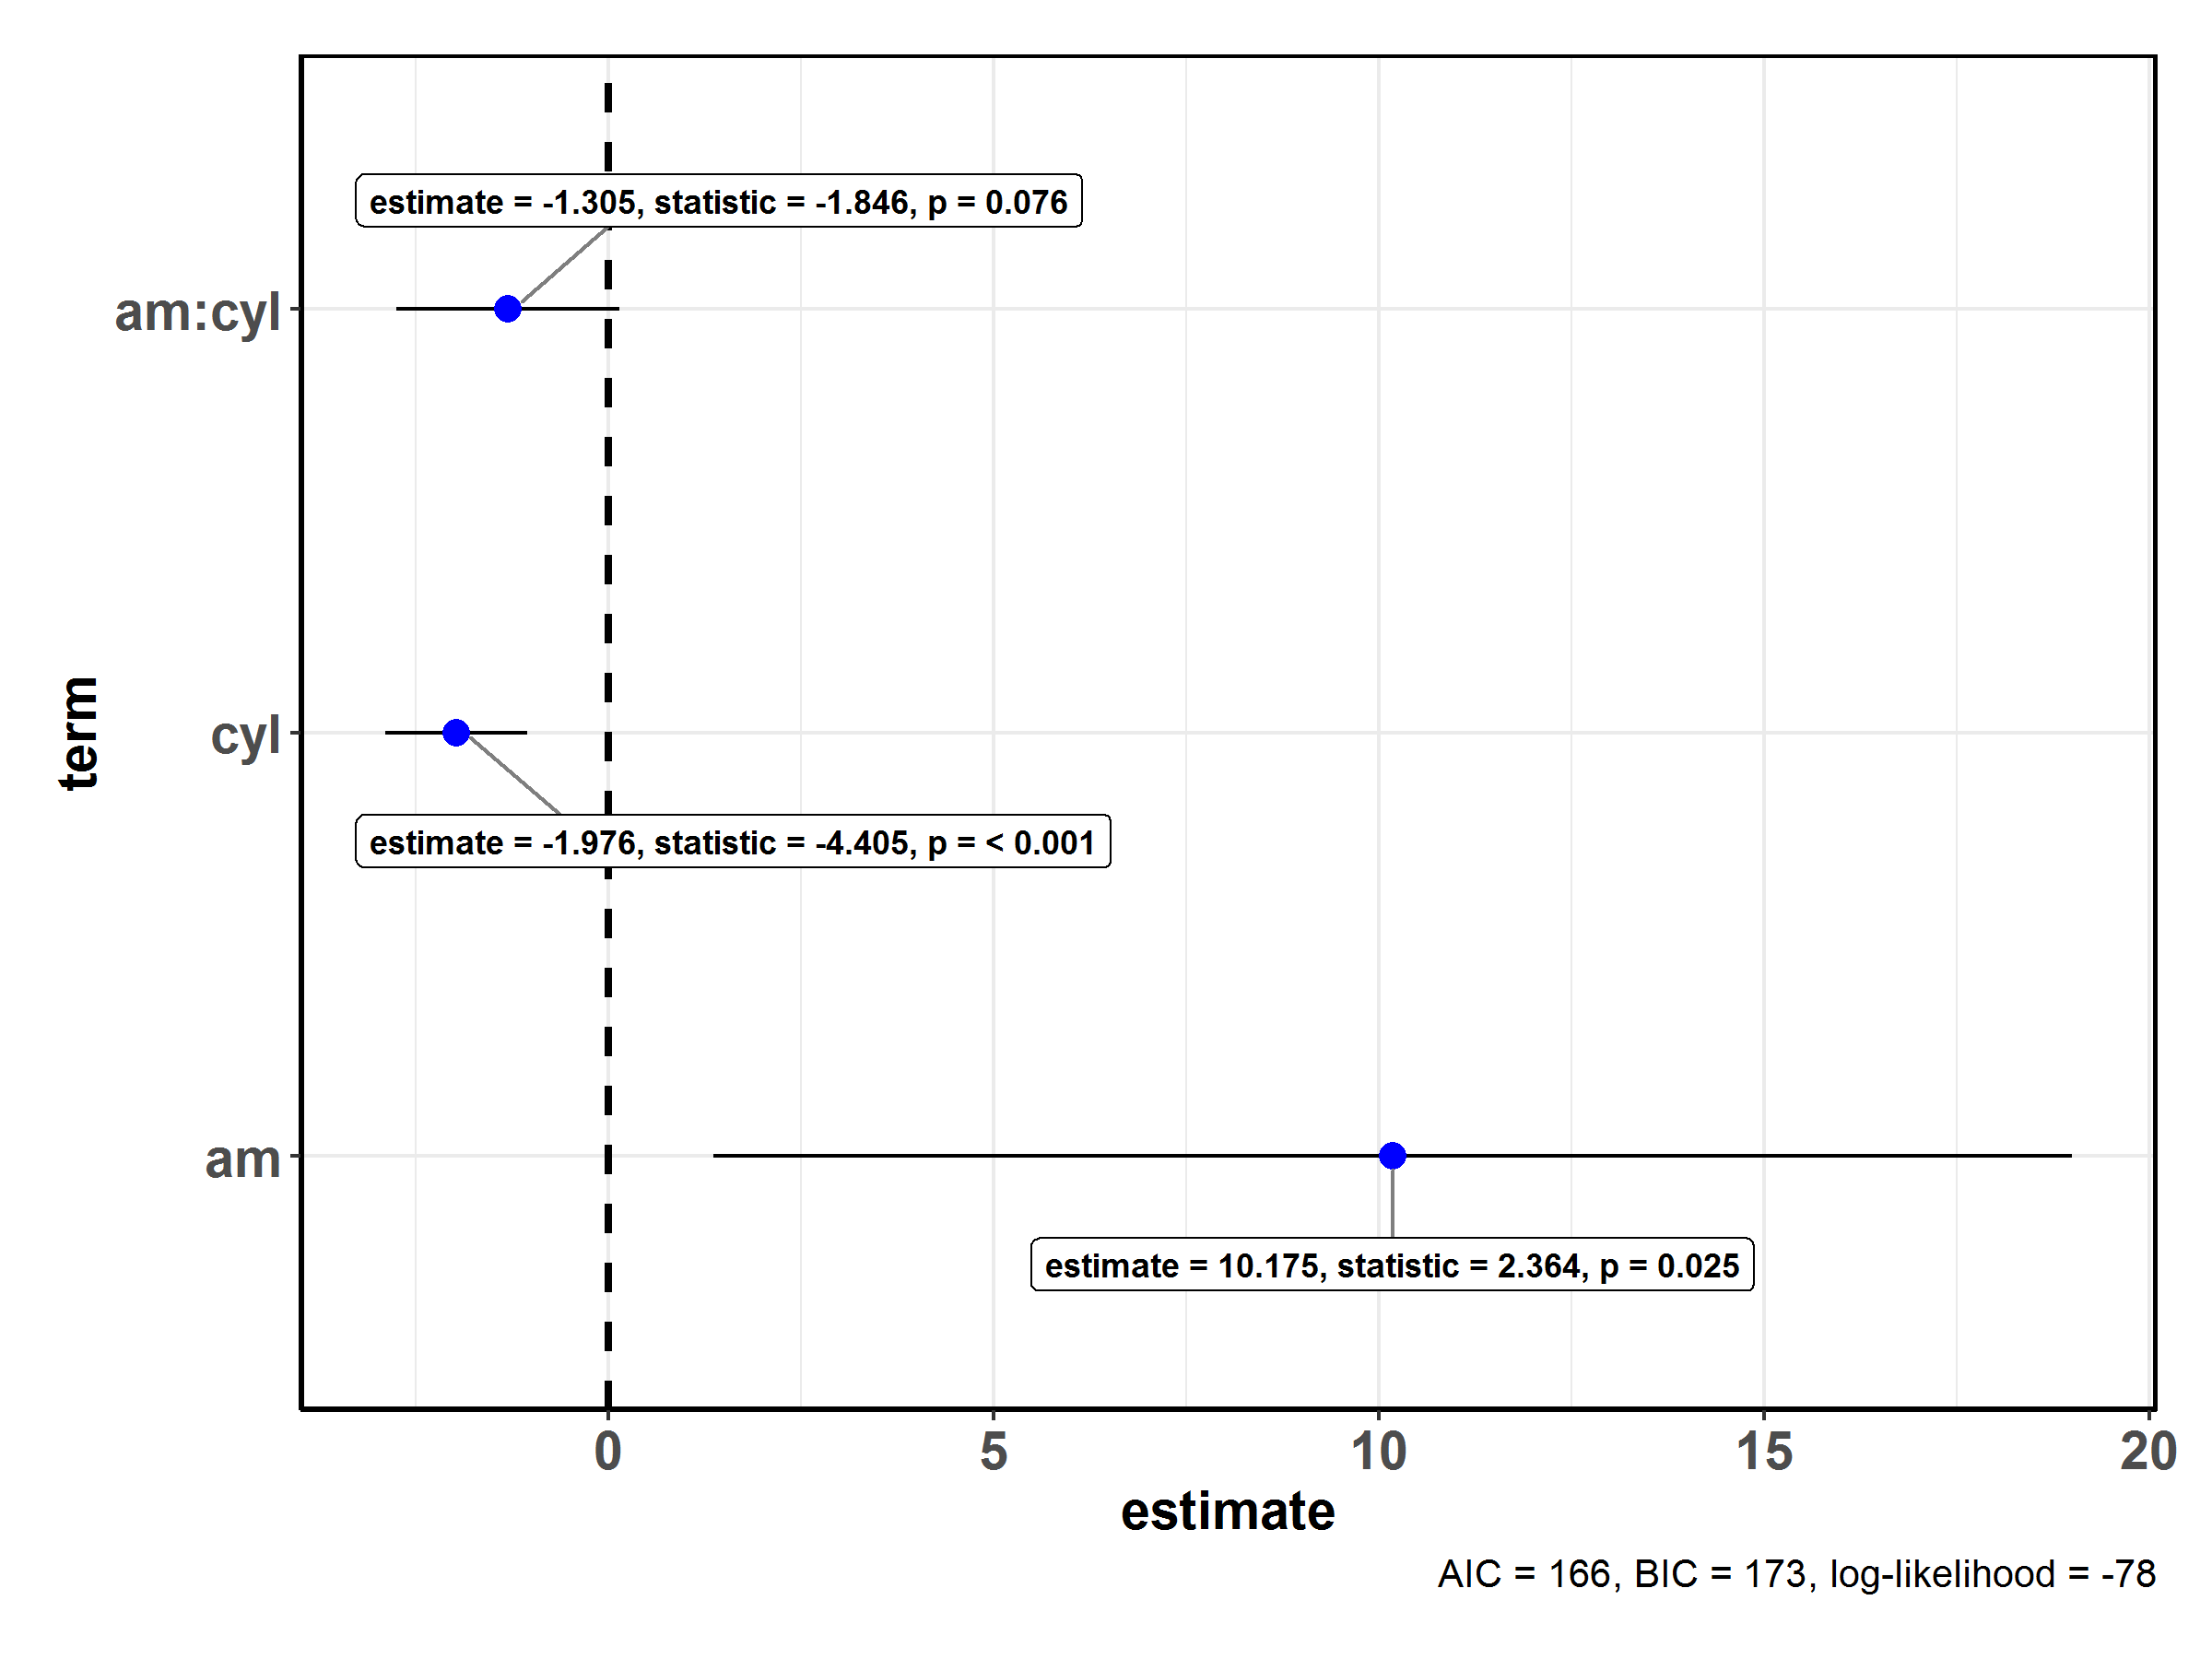 estimate = -1.305, statistic = -1.846, p = 0.076
am:cyl
term
cyl
estimate = -1.976, statistic = -4.405, p = < 0.001
am
estimate = 10.175, statistic = 2.364, p = 0.025
0 5 10 15 20
estimate
AIC = 166, BIC = 173, log-likelihood = -78